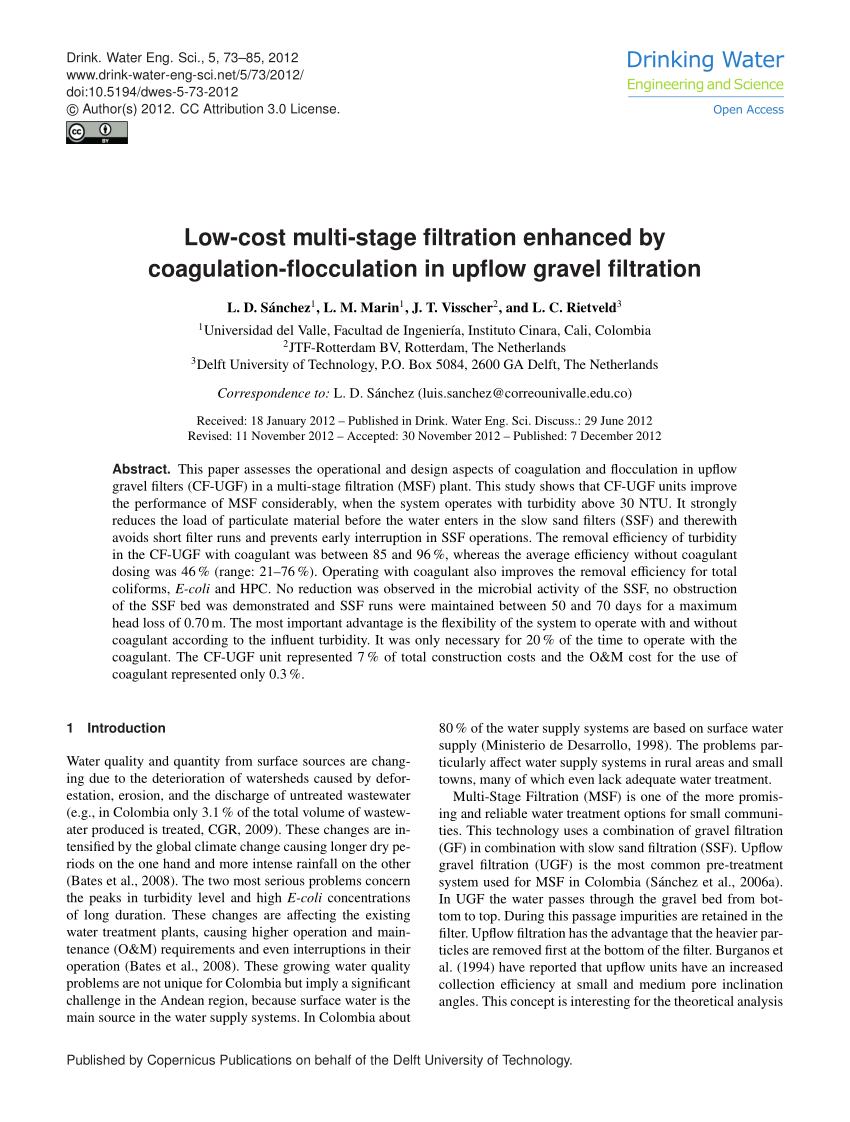 Drink. Water Eng. Sci., 5, 73–85, 2012
www.drink-water-eng-sci.net/5/73/2012/
doi:10.5194/dwes-5-73-2012
© Author(s) 2012. CC Attribution 3.0 License.
cc BY
Drinking Water
Engineering and Science
Open Access
Low-cost multi-stage filtration enhanced by
coagulation-flocculation in upflow gravel filtration
L. D. Sánchez1, L. M. Marin1, J. T. Visscher2, and L. C. Rietveld3
1Universidad del Valle, Facultad de Ingeniería, Instituto Cinara, Cali, Colombia
2JTF-Rotterdam BV, Rotterdam, The Netherlands
3Delft University of Technology, P.O. Box 5084, 2600 GA Delft, The Netherlands
Correspondence to: L. D. Sánchez (luis.sanchez@correounivalle.edu.co)
Received: 18 January 2012 – Published in Drink. Water Eng. Sci. Discuss.: 29 June 2012
Revised: 11 November 2012 – Accepted: 30 November 2012 – Published: 7 December 2012
Abstract. This paper assesses the operational and design aspects of coagulation and flocculation in upflow
gravel filters (CF-UGF) in a multi-stage filtration (MSF) plant. This study shows that CF-UGF units improve
the performance of MSF considerably, when the system operates with turbidity above 30 NTU. It strongly
reduces the load of particulate material before the water enters in the slow sand filters (SSF) and therewith
avoids short filter runs and prevents early interruption in SSF operations. The removal efficiency of turbidity
in the CF-UGF with coagulant was between 85 and 96 %, whereas the average efficiency without coagulant
dosing was 46 % (range: 21–76 %). Operating with coagulant also improves the removal efficiency for total
coliforms, E-coli and HPC. No reduction was observed in the microbial activity of the SSF, no obstruction
of the SSF bed was demonstrated and SSF runs were maintained between 50 and 70 days for a maximum
head loss of 0.70 m. The most important advantage is the flexibility of the system to operate with and without
coagulant according to the influent turbidity. It was only necessary for 20 % of the time to operate with the
coagulant. The CF-UGF unit represented 7 % of total construction costs and the O&M cost for the use of
coagulant represented only 0.3 %.
1 Introduction
Water quality and quantity from surface sources are chang-
ing due to the deterioration of watersheds caused by defor-
estation, erosion, and the discharge of untreated wastewater
(e.g., in Colombia only 3.1 % of the total volume of wastew-
ater produced is treated, CGR, 2009). These changes are in-
tensified by the global climate change causing longer dry pe-
riods on the one hand and more intense rainfall on the other
(Bates et al., 2008). The two most serious problems concern
the peaks in turbidity level and high E-coli concentrations
of long duration. These changes are affecting the existing
water treatment plants, causing higher operation and main-
tenance (O&M) requirements and even interruptions in their
operation (Bates et al., 2008). These growing water quality
problems are not unique for Colombia but imply a significant
challenge in the Andean region, because surface water is the
main source in the water supply systems. In Colombia about
80 % of the water supply systems are based on surface water
supply (Ministerio de Desarrollo, 1998). The problems par-
ticularly affect water supply systems in rural areas and small
towns, many of which even lack adequate water treatment.
Multi-Stage Filtration (MSF) is one of the more promis-
ing and reliable water treatment options for small communi-
ties. This technology uses a combination of gravel filtration
(GF) in combination with slow sand filtration (SSF). Upflow
gravel filtration (UGF) is the most common pre-treatment
system used for MSF in Colombia (Sánchez et al., 2006a).
In UGF the water passes through the gravel bed from bot-
tom to top. During this passage impurities are retained in the
filter. Upflow filtration has the advantage that the heavier par-
ticles are removed first at the bottom of the filter. Burganos et
al. (1994) have reported that upflow units have an increased
collection efficiency at small and medium pore inclination
angles. This concept is interesting for the theoretical analysis
Published by Copernicus Publications on behalf of the Delft University of Technology.